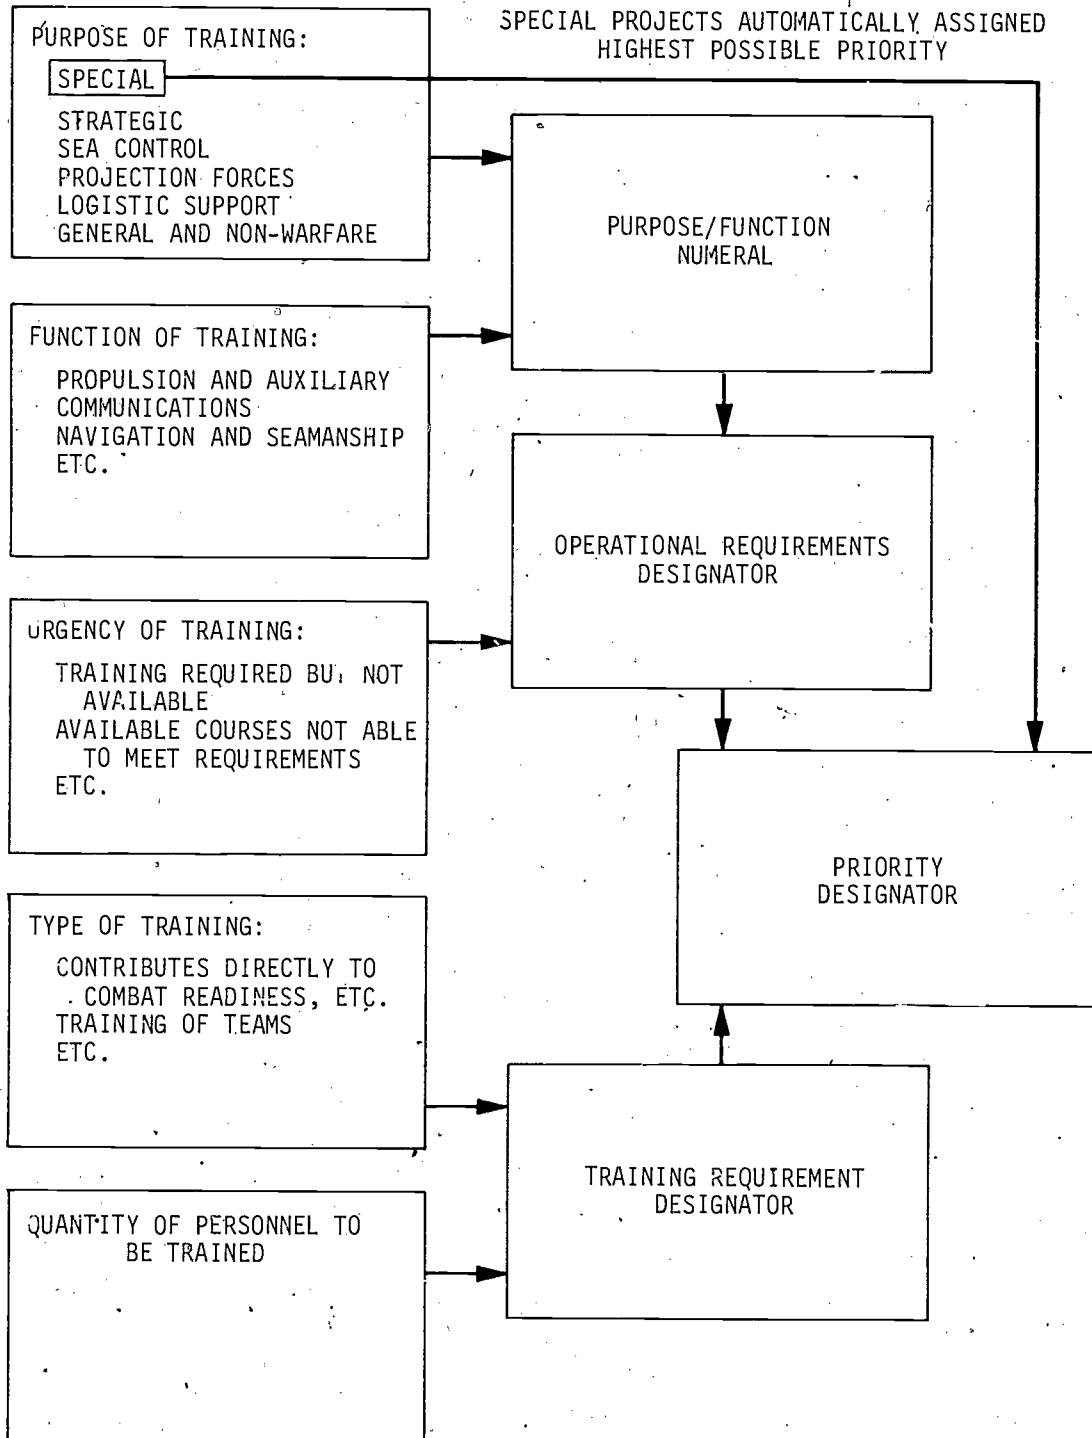 SPECIAL PROJECTS AUTOMATICALLY ASSIGNED
HIGHEST POSSIBLE PRIORITY
PURPOSE OF TRAINING:
SPECIAL
STRATEGIC
SEA CONTROL
PROJECTION FORCES
LOGISTIC SUPPORT
GENERAL AND NON-WARFARE
PURPOSE/FUNCTION
NUMERAL
FUNCTION OF TRAINING:
PROPULSION AND AUXILIARY
COMMUNICATIONS
NAVIGATION AND SEAMANSHIP
ETC.
OPERATIONAL REQUIREMENTS
DESIGNATOR
URGENCY OF TRAINING:
TRAINING REQUIRED BUT NOT
AVAILABLE
AVAILABLE COURSES NOT ABLE
TO MEET REQUIREMENTS
ETC.
PRIORITY
DESIGNATOR
TYPE OF TRAINING:
CONTRIBUTES DIRECTLY TO
COMBAT READINESS, ETC.
TRAINING OF TEAMS
ETC.
TRAINING REQUIREMENT
DESIGNATOR
QUANTITY OF PERSONNEL TO
BE TRAINED